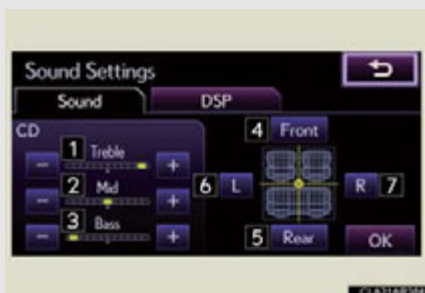 Sound Settings
Sound DSP
CD
1 Treble
- +
2 Mid
- +
3 Bass
- +
4 Front
6 L R 7
5 Rear
OK